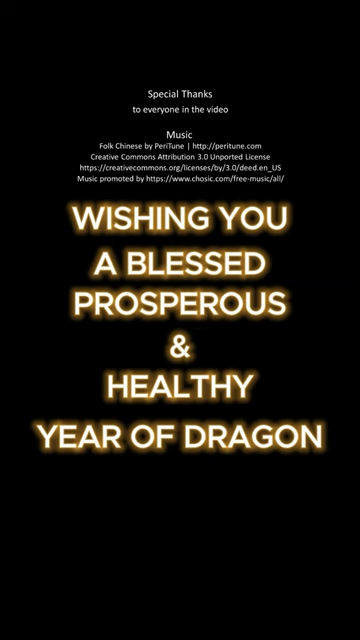 Special Thanks
to everyone in the video
Music
Folk Chinese by PeriTune | http://peritune.com
Creative Commons Attribution 3.0 Unported License
https://creativecommons.org/licenses/by/3.0/deed.en_US
Music promoted by https://www.chosic.com/free-music/all/
WISHING YOU
A BLESSED
PROSPEROUS
&
HEALTHY
YEAR OF DRAGON